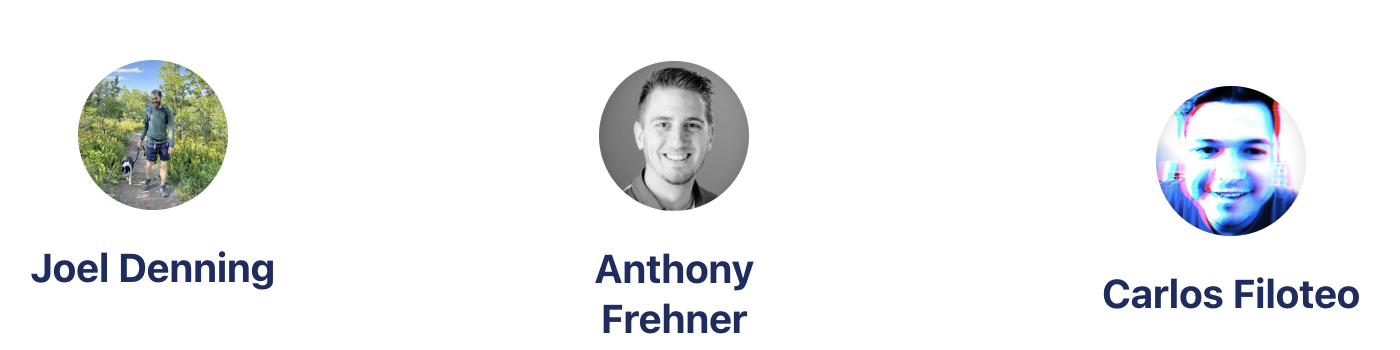 Joel Denning
Anthony
Frehner
Carlos Filoteo